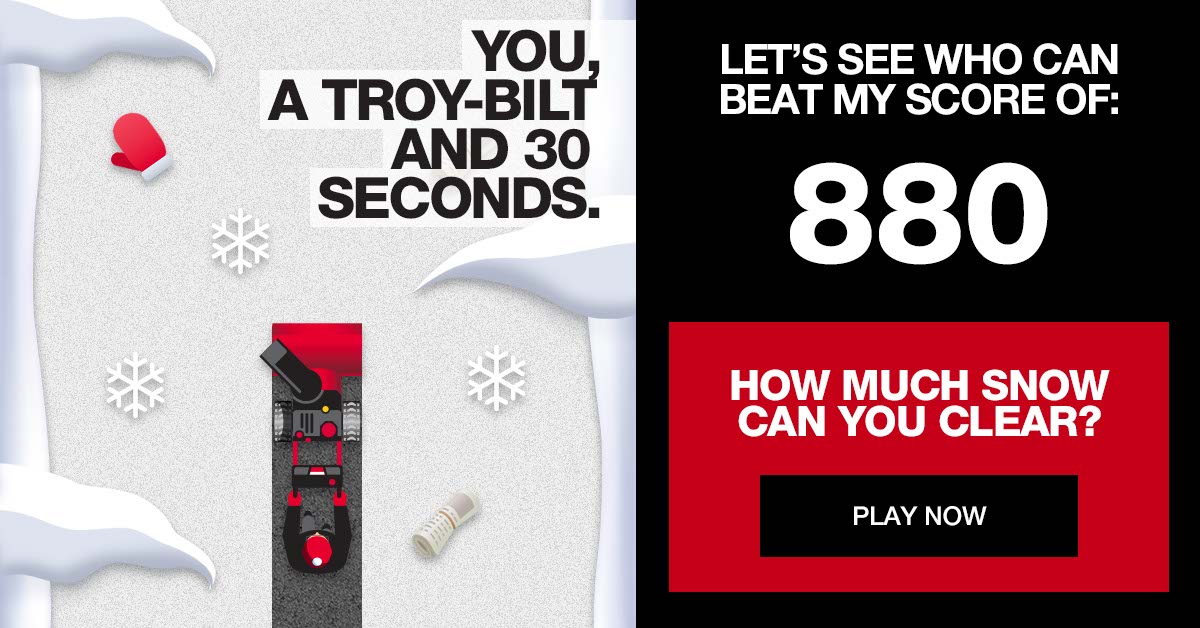 YOU,
A TROY-BILT
AND 30
SECONDS.
LET’S SEE WHO CAN
BEAT MY SCORE OF:
880
HOW MUCH SNOW
CAN YOU CLEAR?
PLAY NOW